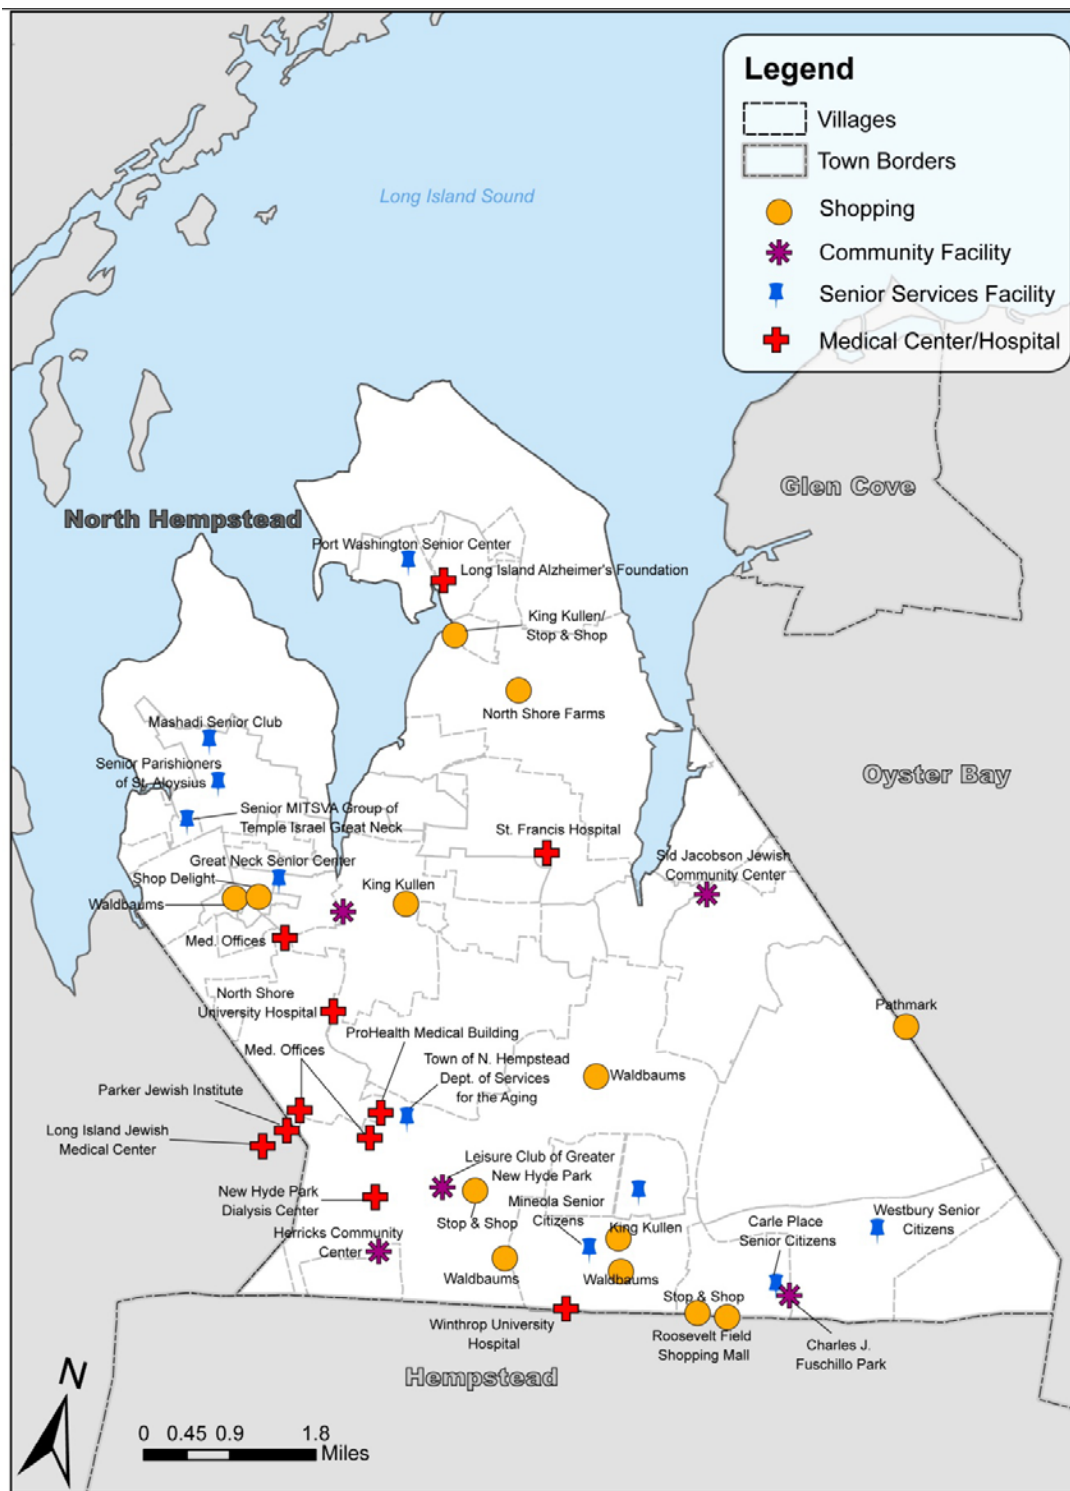 Legend
Villages
Town Borders
Shopping
Community Facility
Senior Services Facility
Medical Center/Hospital
Long Island Sound
Glen Cove
North Hempstead
Port Washington Senior Center
Long Island Alzheimer's Foundation
King Kullen/
Stop & Shop
North Shore Farms
Mashadi Senior Club
Oyster Bay
Senior Parishioners
of St. Aloysius
Senior MITSVA Group of
Temple Israel Great Neck
St. Francis Hospital
Sid Jacobson Jewish
Community Center
Great Neck Senior Center
Shop Delight
King Kullen
Waldbaums
Med. Offices
North Shore
University Hospital
Pathmark
ProHealth Medical Building
Med. Offices
Town of N. Hempstead
Dept. of Services
for the Aging
Waldbaums
Parker Jewish Institute
Long Island Jewish
Medical Center
Leisure Club of Greater
New Hyde Park
New Hyde Park
Dialysis Center
Mineola Senior
Citizens
Stop & Shop
King Kullen
Carle Place
Senior Citizens
Westbury Senior
Citizens
Herricks Community
Center
Waldbaums
Waldbaums
Stop & Shop
Winthrop University
Hospital
Roosevelt Field
Shopping Mall
Charles J.
Fuschillo Park
Hempstead
N
0 0.45 0.9 1.8
Miles